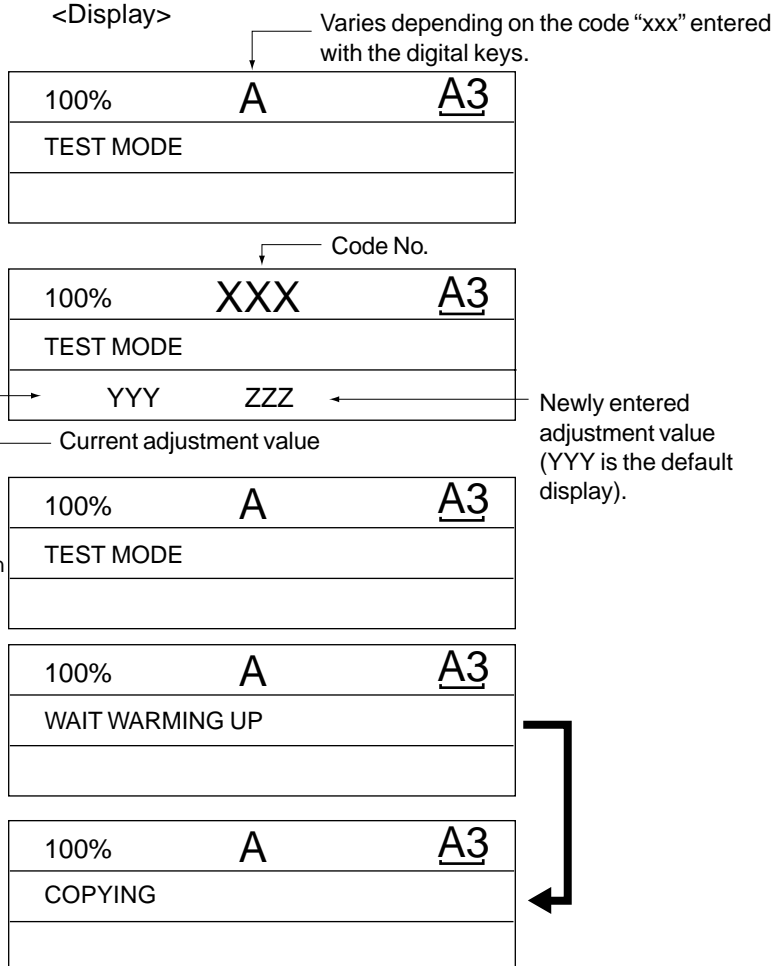 <Display>
Varies depending on the code “xxx” entered
with the digital keys.
100% A A3
TEST MODE
Code No.
100% XXX A3
TEST MODE
YYY ZZZ
Newly entered
adjustment value
(YYY is the default
display).
Current adjustment value
100% A A3
TEST MODE
100% A A3
WAIT WARMING UP
100% A A3
COPYING